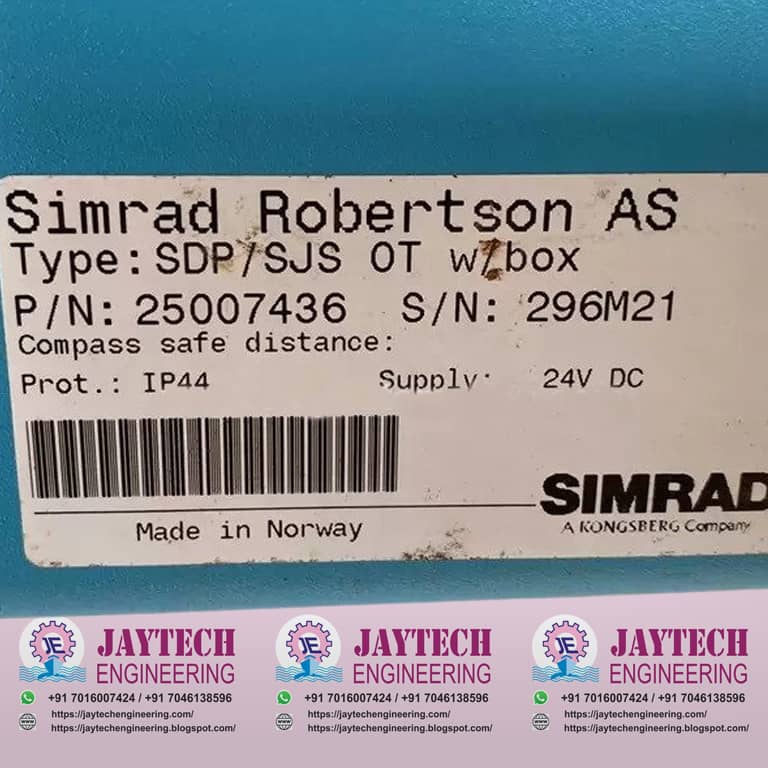 Simrad Robertson AS
Type: SDP/SJS OT w/box
P/N: 25007436 S/N: 296M21
Compass safe distance:
Prot.: IP44 Supply: 24V DC
SIMRAD
A KONGSBERG Company
Made in Norway
JE JAYTECH ENGINEERING
+91 7016007424 / +91 7046138596
https://jaytechengineering.com/
https://jaytechengineering.blogspot.com/
JE JAYTECH ENGINEERING
+91 7016007424 / +91 7046138596
https://jaytechengineering.com/
https://jaytechengineering.blogspot.com/
JE JAYTECH ENGINEERING
+91 7016007424 / +91 7046138596
https://jaytechengineering.com/
https://jaytechengineering.blogspot.com/